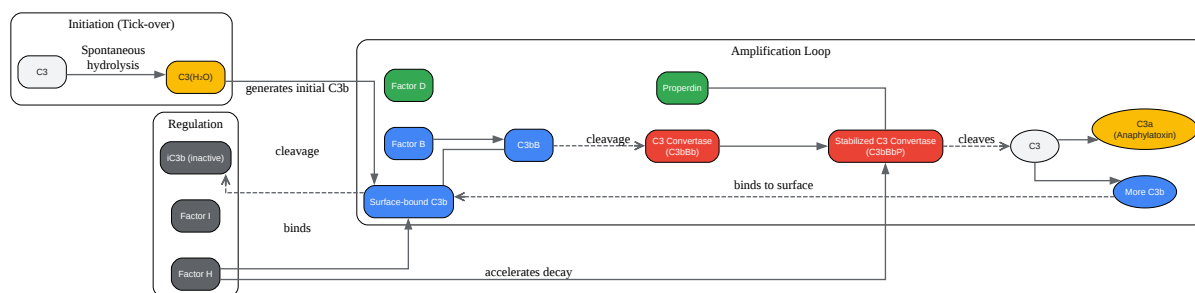 Initiation (Tick-over)
C3
Spontaneous
hydrolysis
C3(H₂O)
generates initial C3b
Regulation
iC3b (inactive)
Factor I
Factor H
cleavage
binds
accelerates decay
Amplification Loop
Factor D
Properdin
Factor B
C3bB
cleavage
C3 Convertase
(C3bBb)
Stabilized C3 Convertase
(C3bBbP)
cleaves
C3
C3a
(Anaphylatoxin)
Surface-bound C3b
binds to surface
More C3b